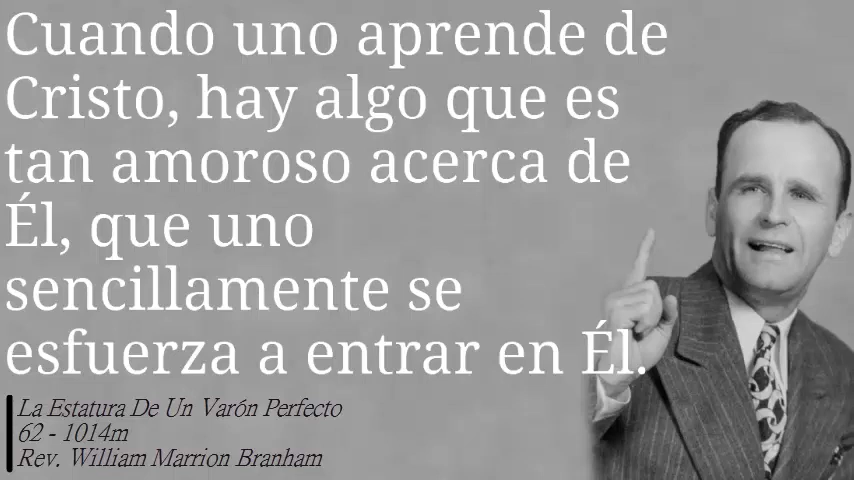 Cuando uno aprende de
Cristo, hay algo que es
tan amoroso acerca de
Él, que uno
sencillamente se
esfuerza a entrar en Él.
La Estatura De Un Varón Perfecto
62 - 1014m
Rev. William Marrion Branham